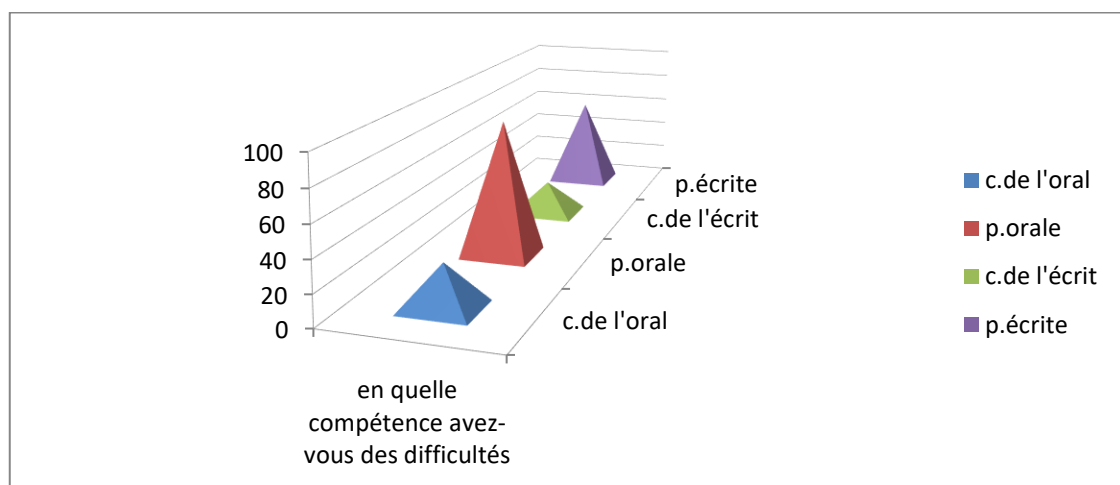 100
80
60
40
20
0
p.écrite
c.de l'écrit
p.orale
c.de l'oral
en quelle
compétence avez-
vous des difficultés
c.de l'oral
p.orale
c.de l'écrit
p.écrite